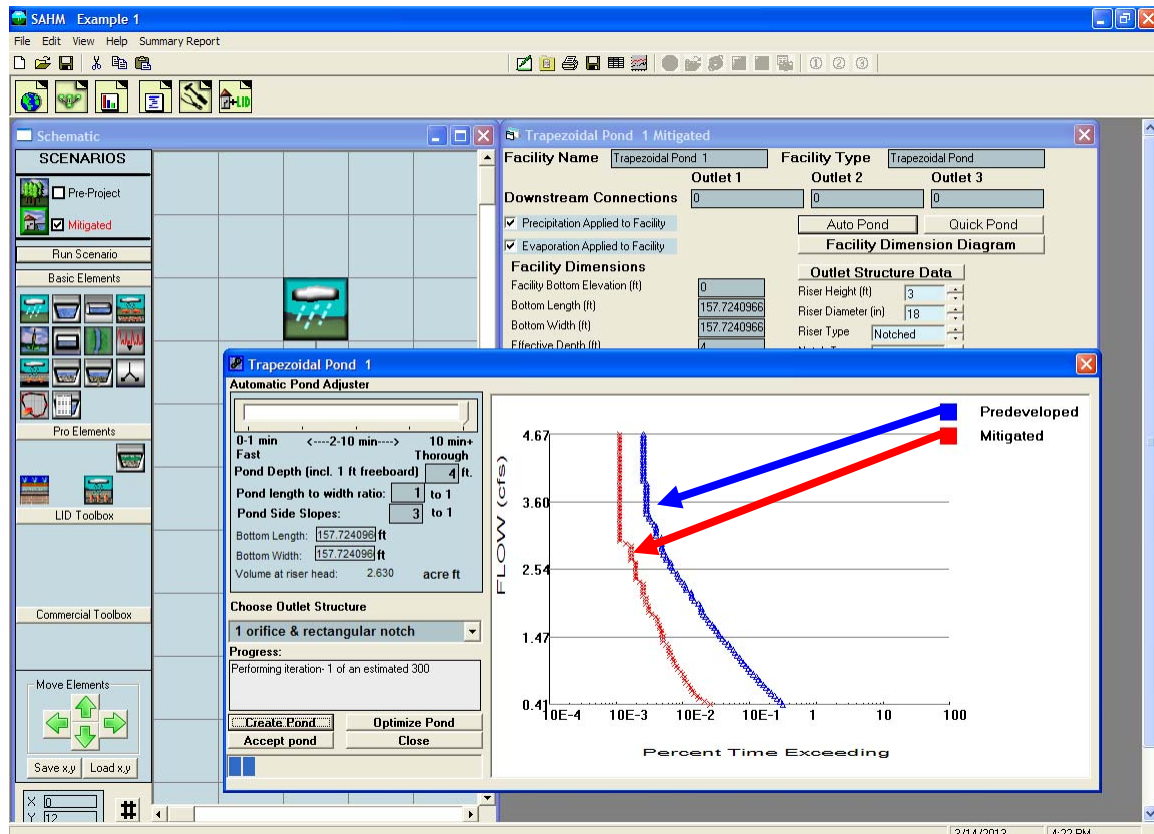 SAHM Example 1
File Edit View Help Summary Report
Schematic
SCENARIOS
Pre-Project
Mitigated
Run Scenario
Basic Elements
Pro Elements
LID Toolbox
Commercial Toolbox
Move Elements
Save x,y Load x,y
X 0
Y 12
#
+LID
Trapezoidal Pond 1 Mitigated
Facility Name Trapezoidal Pond 1 Facility Type Trapezoidal Pond
Outlet 1 Outlet 2 Outlet 3
Downstream Connections 0 0 0
Precipitation Applied to Facility
Auto Pond Quick Pond
Evaporation Applied to Facility
Facility Dimension Diagram
Facility Dimensions
Facility Bottom Elevation (ft) 0
Bottom Length (ft) 157.7240966
Bottom Width (ft) 157.7240966
Effective Depth (ft) 4
Outlet Structure Data
Riser Height (ft) 3
Riser Diameter (in) 18
Riser Type Notched
Trapezoidal Pond 1
Automatic Pond Adjuster
0-1 min <----2-10 min----> 10 min+
Fast Thorough
Pond Depth (incl. 1 ft freeboard) 4 ft.
Pond length to width ratio: 1 to 1
Pond Side Slopes: 3 to 1
Bottom Length: 157.724096 ft
Bottom Width: 157.724096 ft
Volume at riser head: 2.630 acre ft
Choose Outlet Structure
1 orifice & rectangular notch
Progress:
Performing iteration- 1 of an estimated 300
Create Pond Optimize Pond
Accept pond Close
Predeveloped
Mitigated
FLOW (cfs)
4.67
3.60
2.54
1.47
0.41
10E-4 10E-3 10E-2 10E-1 1 10 100
Percent Time Exceeding
3/14/2013 4:22 PM